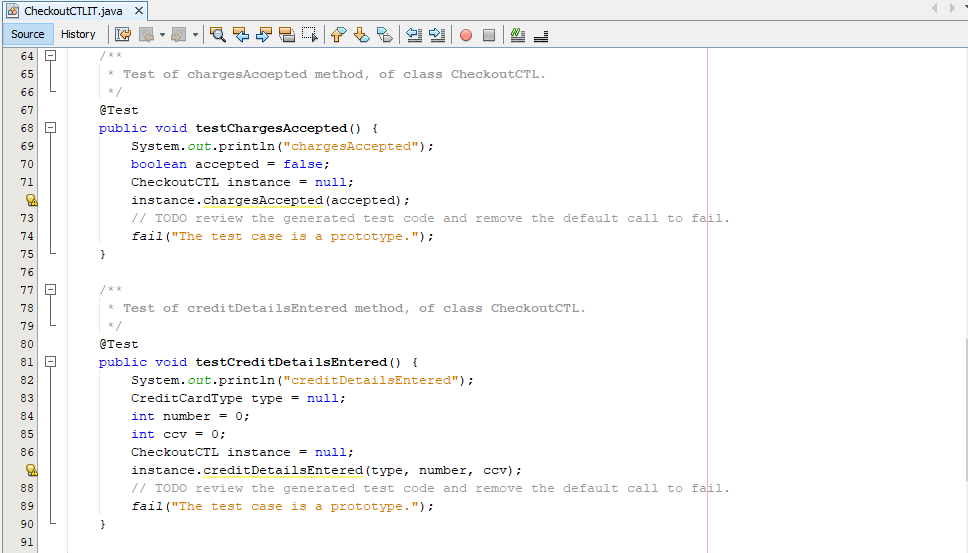 CheckoutCTLIT.java
Source History
64 /**
65 * Test of chargesAccepted method, of class CheckoutCTL.
66 */
67 @Test
68 public void testChargesAccepted() {
69 System.out.println("chargesAccepted");
70 boolean accepted = false;
71 CheckoutCTL instance = null;
instance.chargesAccepted(accepted);
73 // TODO review the generated test code and remove the default call to fail.
74 fail("The test case is a prototype.");
75 }
76
77 /**
78 * Test of creditDetailsEntered method, of class CheckoutCTL.
79 */
80 @Test
81 public void testCreditDetailsEntered() {
82 System.out.println("creditDetailsEntered");
83 CreditCardType type = null;
84 int number = 0;
85 int ccv = 0;
86 CheckoutCTL instance = null;
instance.creditDetailsEntered(type, number, ccv);
88 // TODO review the generated test code and remove the default call to fail.
89 fail("The test case is a prototype.");
90 }
91